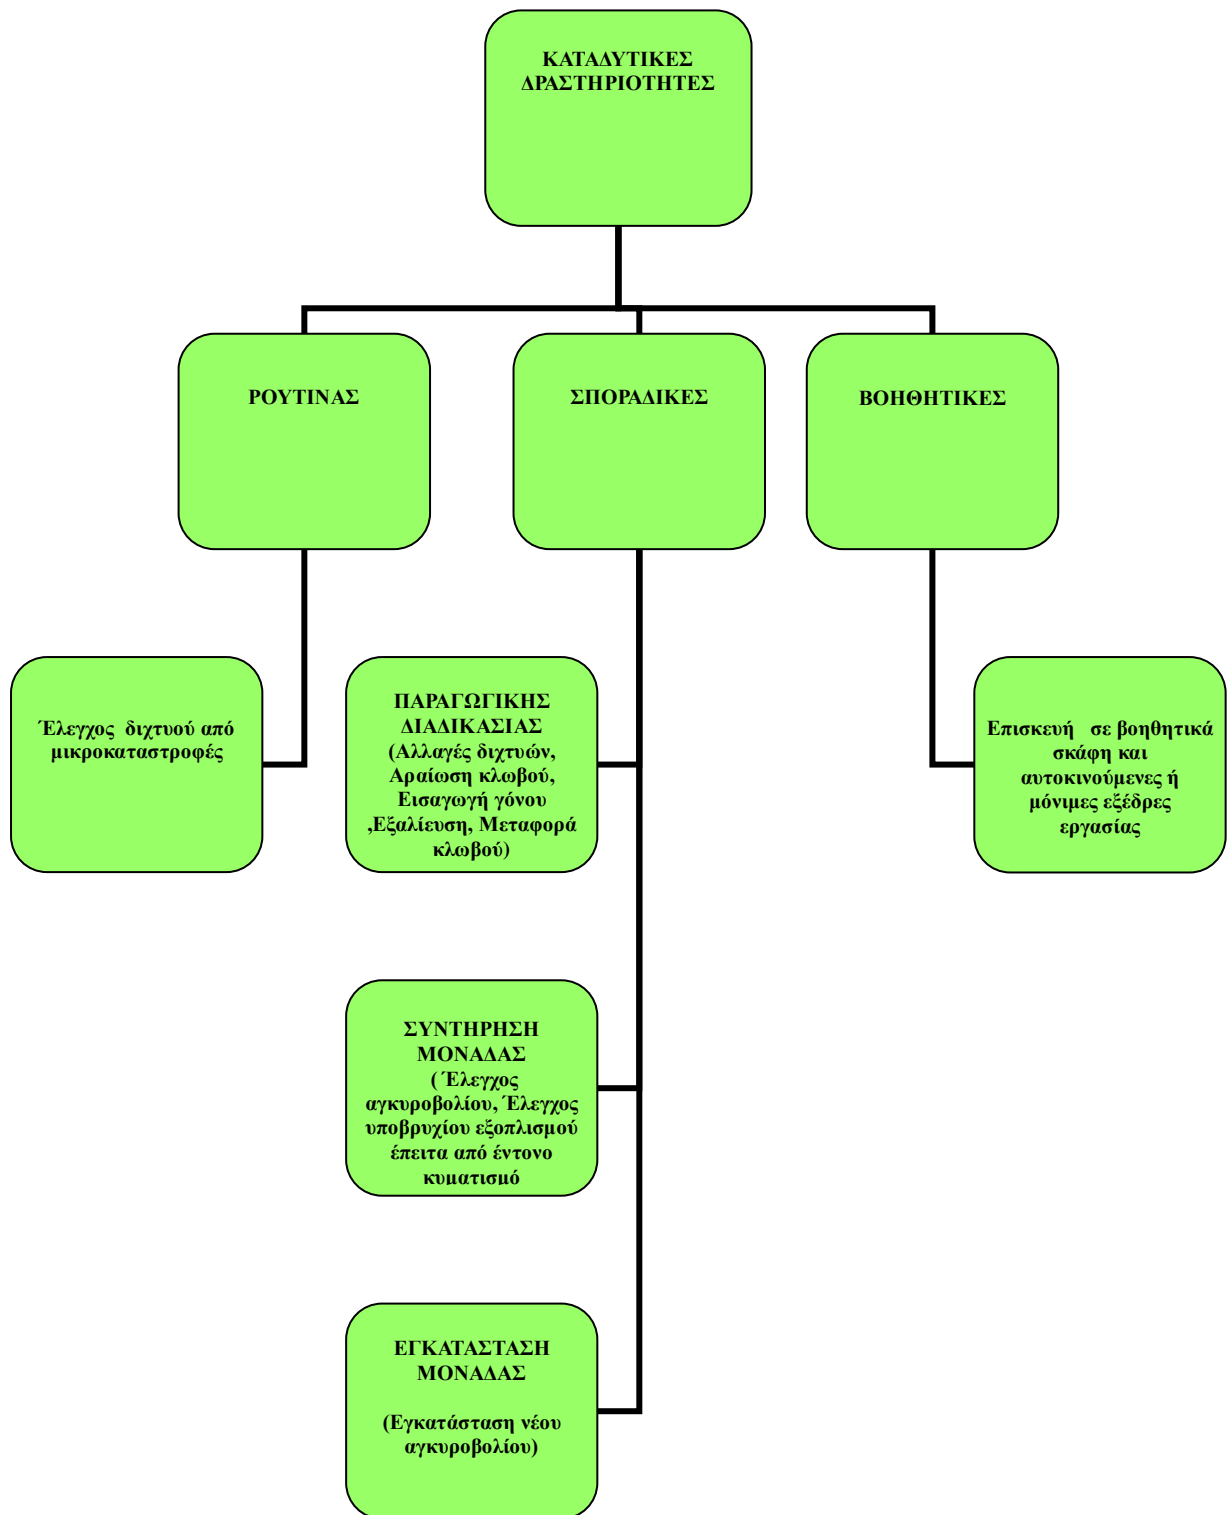 ΚΑΤΑΔΥΤΙΚΕΣ
ΔΡΑΣΤΗΡΙΟΤΗΤΕΣ
ΡΟΥΤΙΝΑΣ
ΣΠΟΡΑΔΙΚΕΣ
ΒΟΗΘΗΤΙΚΕΣ
Έλεγχος διχτυού από
μικροκαταστροφές
ΠΑΡΑΓΩΓΙΚΗΣ
ΔΙΑΔΙΚΑΣΙΑΣ
(Αλλαγές διχτυών,
Αραίωση κλωβού,
Εισαγωγή γόνου
,Εξαλίευση, Μεταφορά
κλωβού)
Επισκευή σε βοηθητικά
σκάφη και
αυτοκινούμενες ή
μόνιμες εξέδρες
εργασίας
ΣΥΝΤΗΡΗΣΗ
ΜΟΝΑΔΑΣ
( Έλεγχος
αγκυροβολίου, Έλεγχος
υποβρυχίου εξοπλισμού
έπειτα από έντονο
κυματισμό
ΕΓΚΑΤΑΣΤΑΣΗ
ΜΟΝΑΔΑΣ
(Εγκατάσταση νέου
αγκυροβολίου)